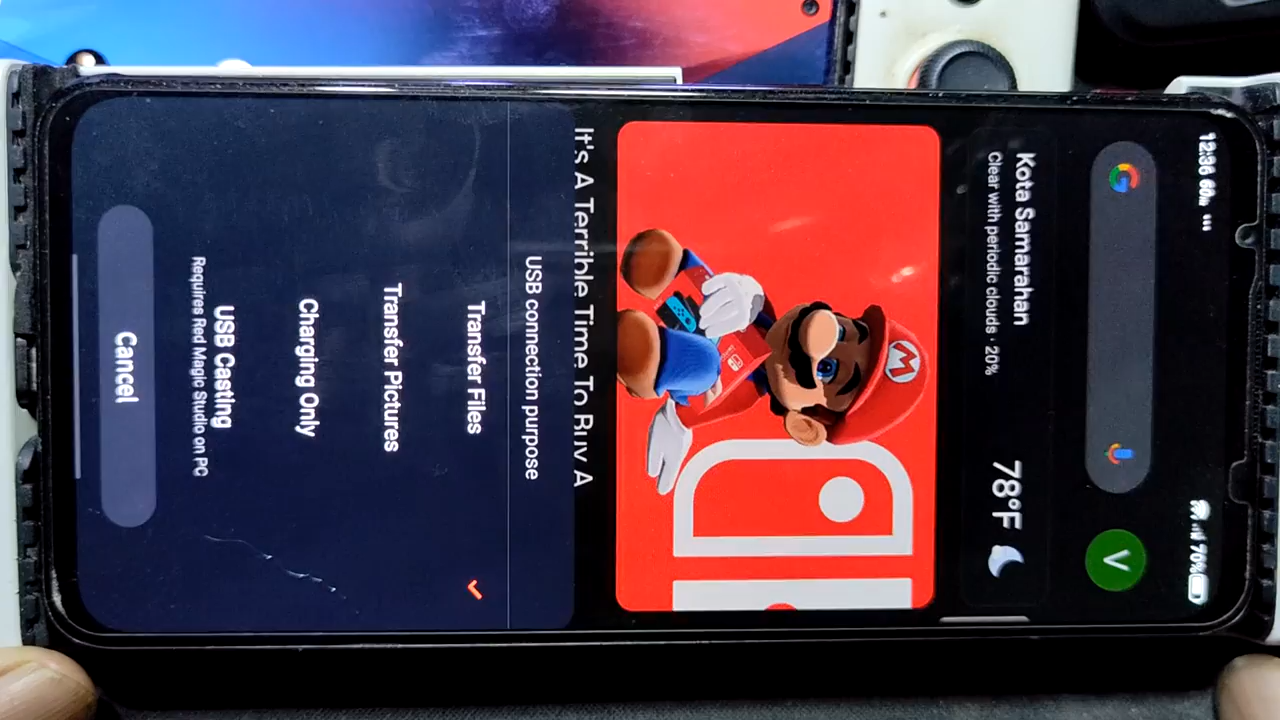 12:36 60
70%
V
Kota Samarahan
Clear with periodic clouds · 20%
78°F
M
It's A Terrible Time To Buy A
USB connection purpose
Transfer Files
Transfer Pictures
Charging Only
USB Casting
Requires Red Magic Studio on PC
Cancel